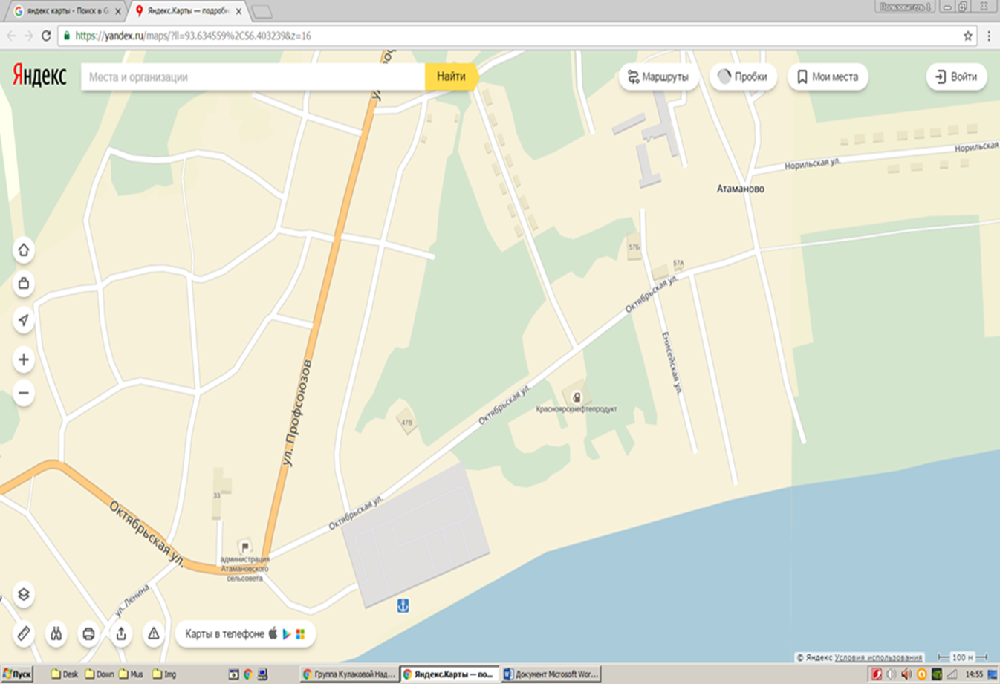 яндекс карты - Поиск в G
Яндекс.Карты — подробн
Пользователь 1
https://yandex.ru/maps/?ll=93.634559%2C56.403239&z=16
Яндекс
Места и организации
Найти
Маршруты
Пробки
Мои места
Войти
Норильская ул.
Норильская
Атаманово
57Б
57А
Октябрьская ул.
Енисейская ул.
ул. Профсоюзов
Октябрьская ул.
Красноярскнефтепродукт
47В
33
Октябрьская ул.
Октябрьская ул.
администрация
Атамановского
сельсовета
ул. Ленина
Карты в телефоне
© Яндекс Условия использования
100 м
Пуск
Desk
Down
Mus
Img
Группа Кулаковой Над...
Яндекс.Карты — по...
Документ Microsoft Wor...
14:55